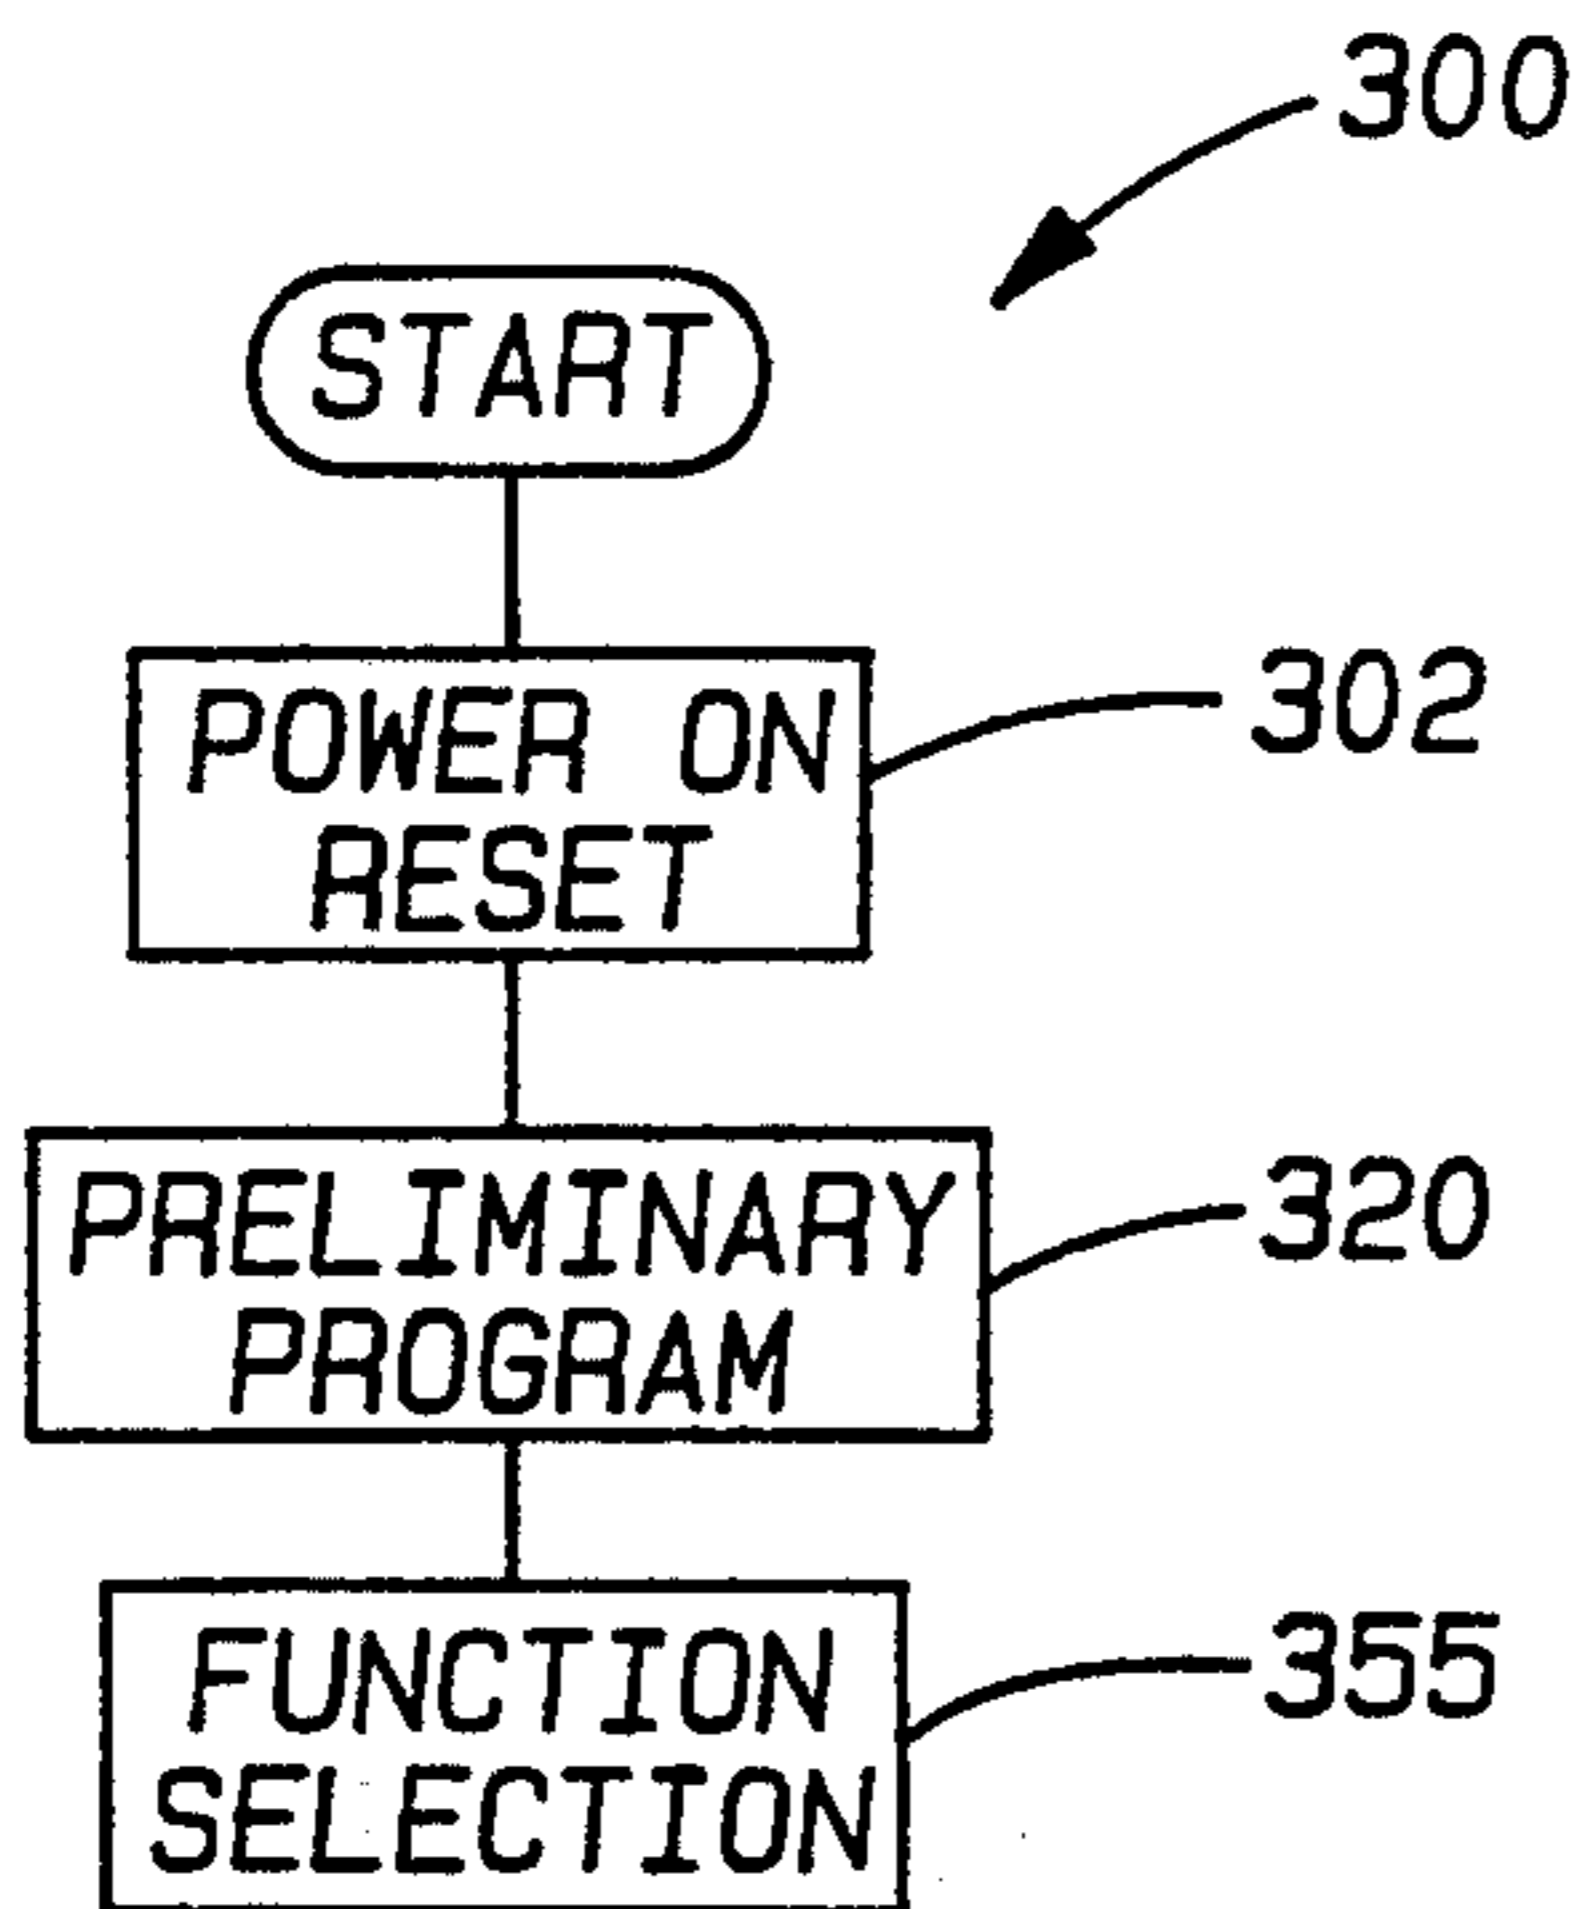 300
START
POWER ON
RESET
302
PRELIMINARY
PROGRAM
320
FUNCTION
SELECTION
355